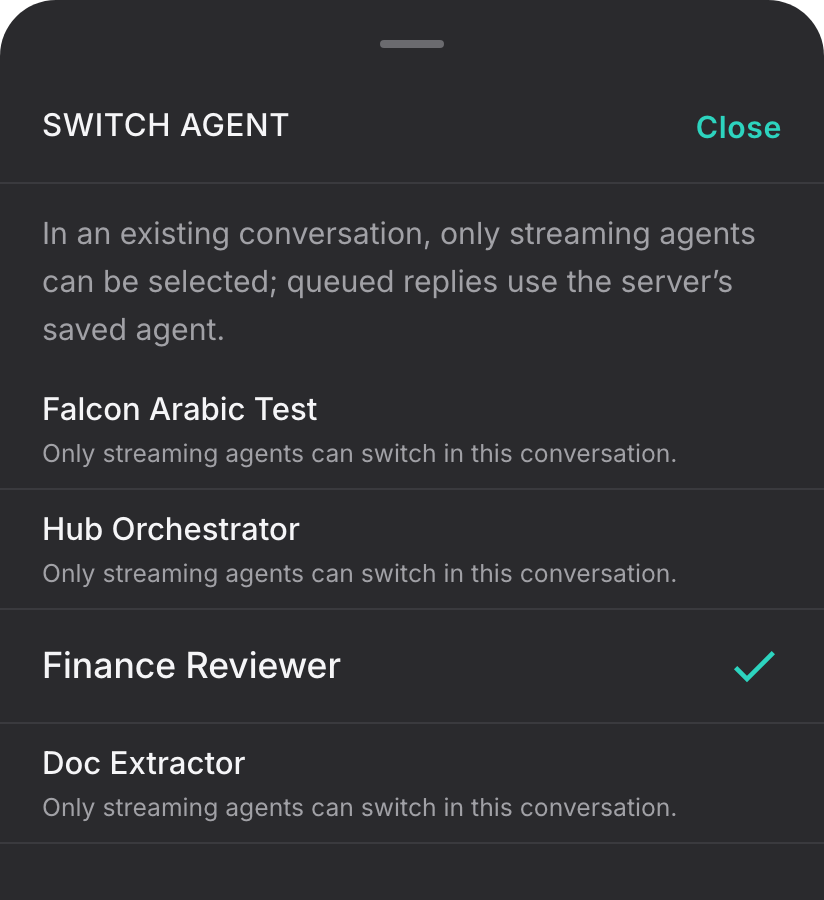 SWITCH AGENT
Close
In an existing conversation, only streaming agents
can be selected; queued replies use the server’s
saved agent.
Falcon Arabic Test
Only streaming agents can switch in this conversation.
Hub Orchestrator
Only streaming agents can switch in this conversation.
Finance Reviewer
Doc Extractor
Only streaming agents can switch in this conversation.